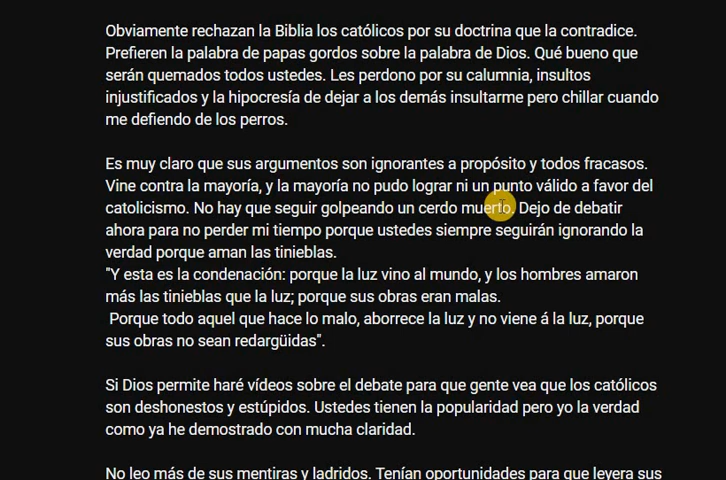 Obviamente rechazan la Biblia los católicos por su doctrina que la contradice.
Prefieren la palabra de papas gordos sobre la palabra de Dios. Qué bueno que
serán quemados todos ustedes. Les perdono por su calumnia, insultos
injustificados y la hipocresía de dejar a los demás insultarme pero chillar cuando
me defiendo de los perros.
Es muy claro que sus argumentos son ignorantes a propósito y todos fracasos.
Vine contra la mayoría, y la mayoría no pudo lograr ni un punto válido a favor del
catolicismo. No hay que seguir golpeando un cerdo muerto. Dejo de debatir
ahora para no perder mi tiempo porque ustedes siempre seguirán ignorando la
verdad porque aman las tinieblas.
"Y esta es la condenación: porque la luz vino al mundo, y los hombres amaron
más las tinieblas que la luz; porque sus obras eran malas.
Porque todo aquel que hace lo malo, aborrece la luz y no viene á la luz, porque
sus obras no sean redargüidas".
Si Dios permite haré vídeos sobre el debate para que gente vea que los católicos
son deshonestos y estúpidos. Ustedes tienen la popularidad pero yo la verdad
como ya he demostrado con mucha claridad.
No leo más de sus mentiras y ladridos. Tenían oportunidades para que leyera sus